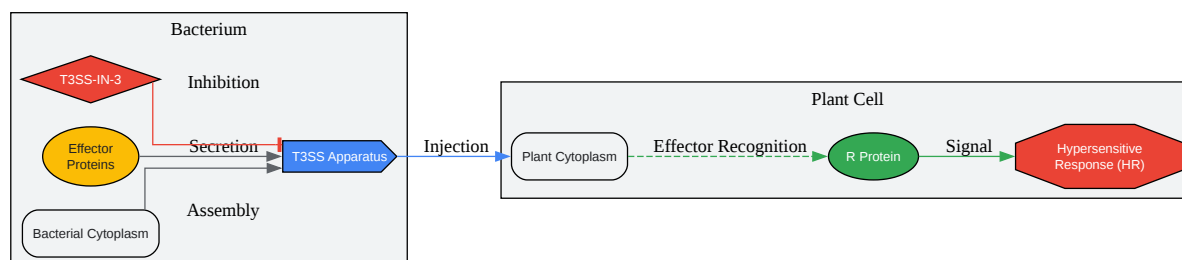 Bacterium
T3SS-IN-3
Inhibition
Effector
Proteins
Secretion
T3SS Apparatus
Assembly
Bacterial Cytoplasm
Injection
Plant Cell
Plant Cytoplasm
Effector Recognition
R Protein
Signal
Hypersensitive
Response (HR)